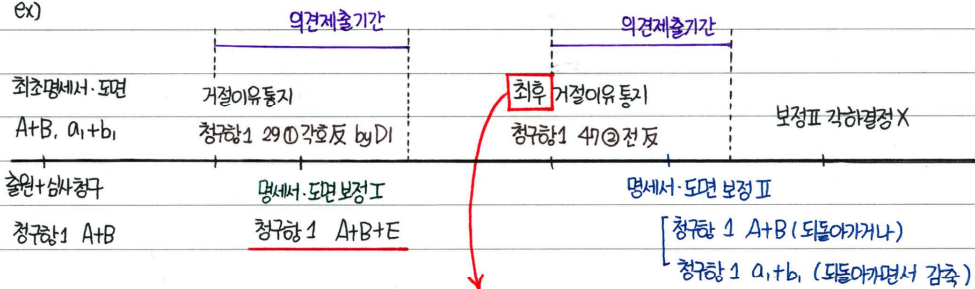 ex)
의견제출기간 의견제출기간
최초명세서·도면 거절이유통지 최후 거절이유통지
A+B, a₁+b₁ 청구항1 29①각호反 by D1 청구항1 47②전反 보정Ⅱ 각하결정 X
출원+심사청구 명세서·도면 보정Ⅰ 명세서·도면 보정Ⅱ
청구항1 A+B 청구항1 A+B+E 청구항 1 A+B (되돌아가거나)
청구항1 a₁+b₁ (되돌아가면서 감축)